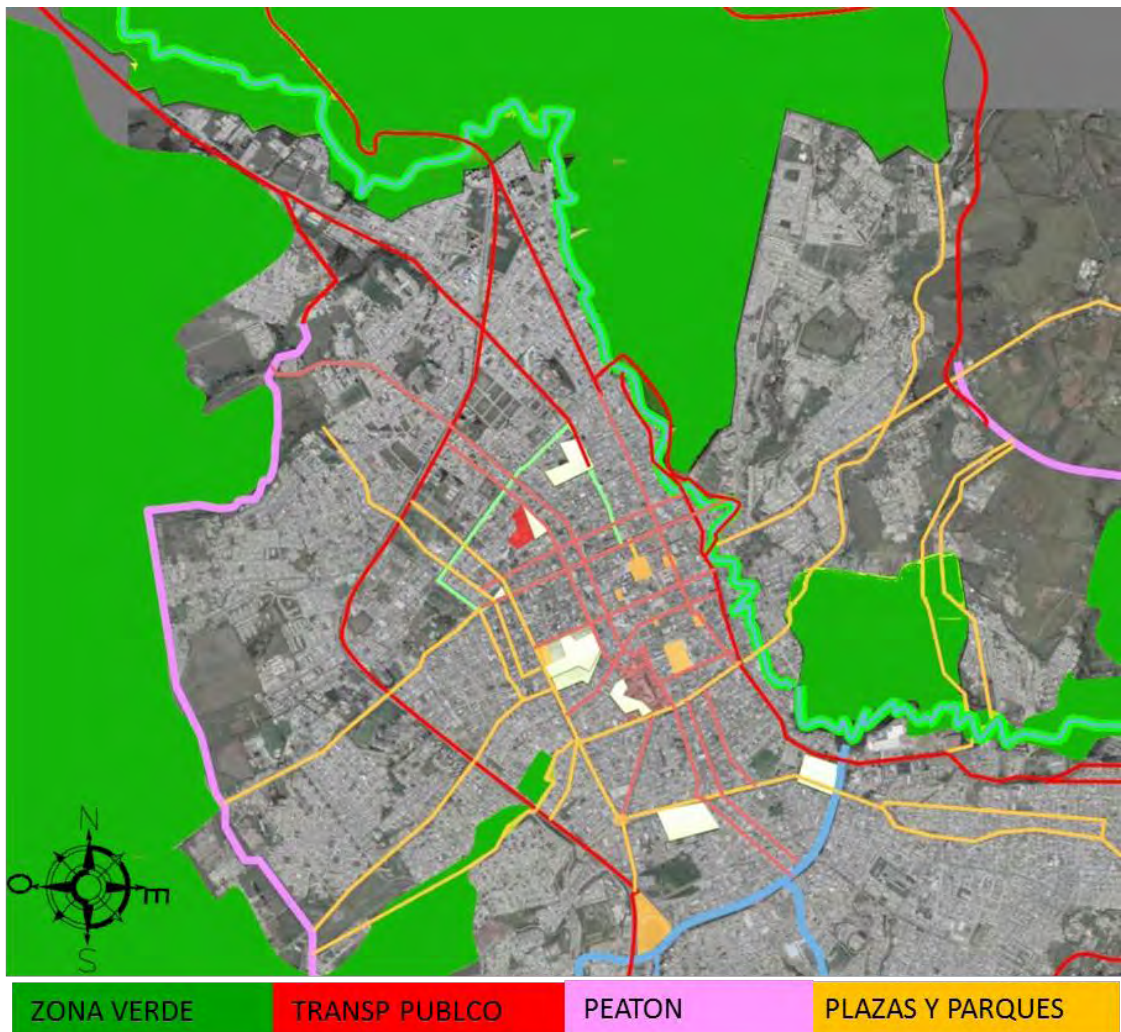 N
O
E
S
ZONA VERDE
TRANSP PUBLCO
PEATON
PLAZAS Y PARQUES